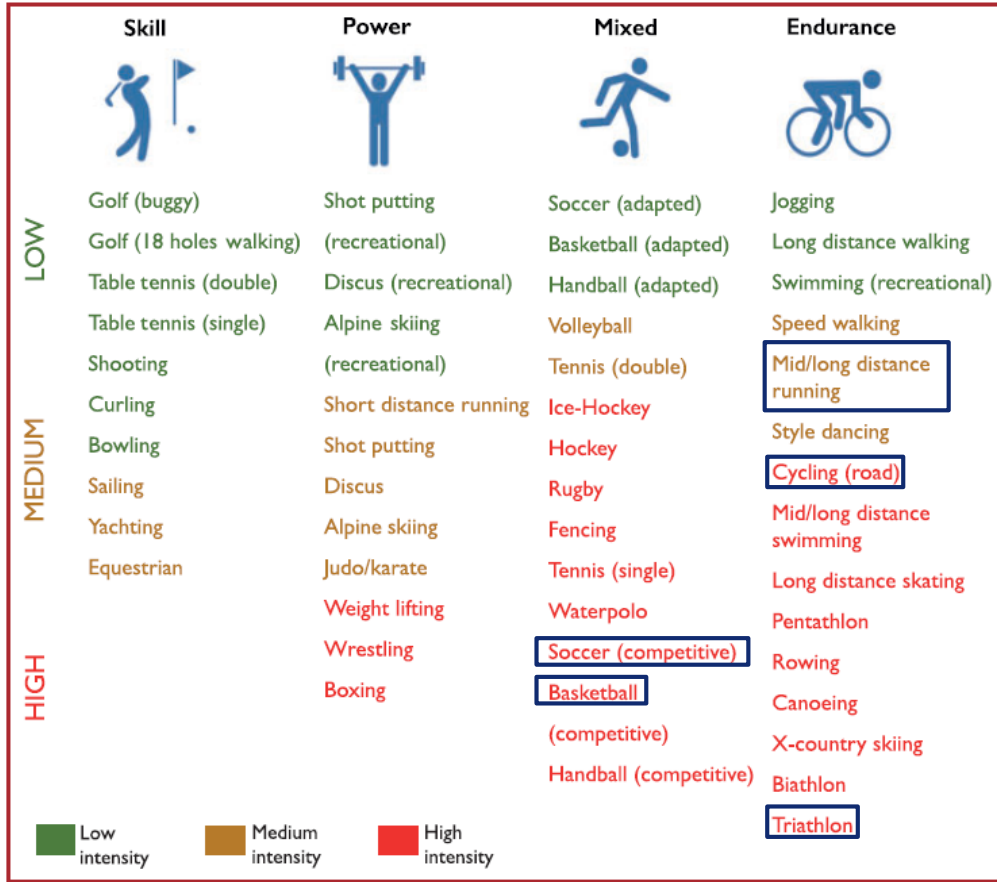 Skill
Power
Mixed
Endurance
LOW
MEDIUM
HIGH
Golf (buggy)
Golf (18 holes walking)
Table tennis (double)
Table tennis (single)
Shooting
Curling
Bowling
Sailing
Yachting
Equestrian
Shot putting
(recreational)
Discus (recreational)
Alpine skiing
(recreational)
Short distance running
Shot putting
Discus
Alpine skiing
Judo/karate
Weight lifting
Wrestling
Boxing
Soccer (adapted)
Basketball (adapted)
Handball (adapted)
Volleyball
Tennis (double)
Ice-Hockey
Hockey
Rugby
Fencing
Tennis (single)
Waterpolo
Soccer (competitive)
Basketball
(competitive)
Handball (competitive)
Jogging
Long distance walking
Swimming (recreational)
Speed walking
Mid/long distance
running
Style dancing
Cycling (road)
Mid/long distance
swimming
Long distance skating
Pentathlon
Rowing
Canoeing
X-country skiing
Biathlon
Triathlon
Low
intensity
Medium
intensity
High
intensity